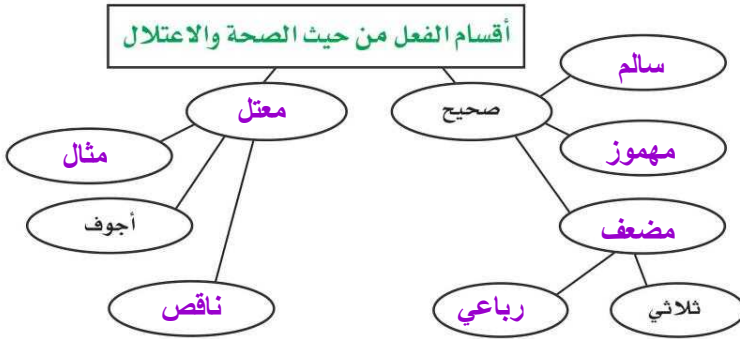 أقسام الفعل من حيث الصحة والاعتلال
سالم
صحيح
معتل
مهموز
مثال
أجوف
مضعف
ناقص
رباعي
ثلاثي